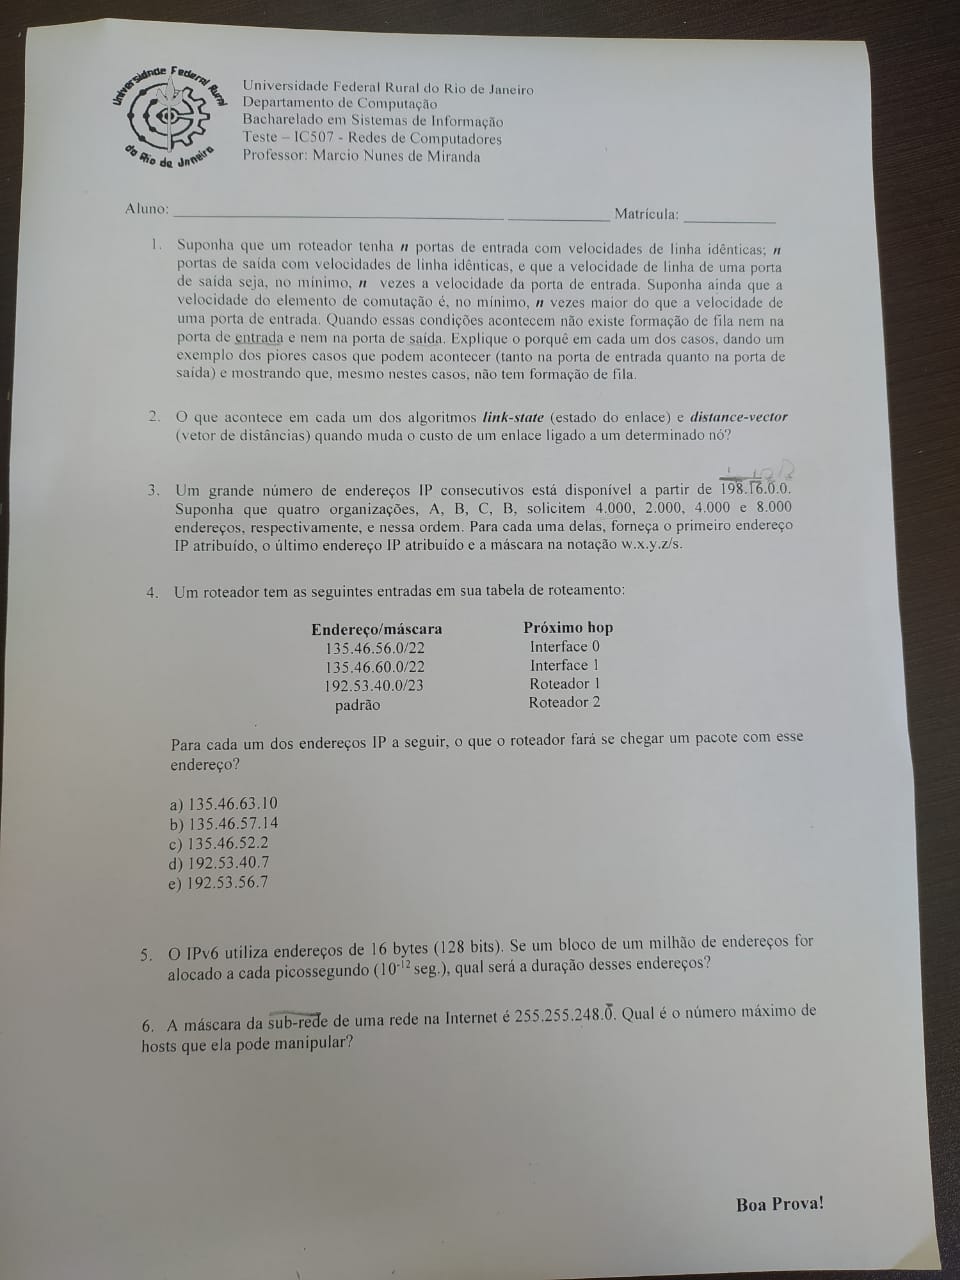 Universidade Federal Rural
do Rio de Janeiro
Universidade Federal Rural do Rio de Janeiro
Departamento de Computação
Bacharelado em Sistemas de Informação
Teste – IC507 - Redes de Computadores
Professor: Marcio Nunes de Miranda
Aluno: Matrícula:
1. Suponha que um roteador tenha n portas de entrada com velocidades de linha idênticas; n
portas de saída com velocidades de linha idênticas, e que a velocidade de linha de uma porta
de saída seja, no mínimo, n vezes a velocidade da porta de entrada. Suponha ainda que a
velocidade do elemento de comutação é, no mínimo, n vezes maior do que a velocidade de
uma porta de entrada. Quando essas condições acontecem não existe formação de fila nem na
porta de entrada e nem na porta de saída. Explique o porquê em cada um dos casos, dando um
exemplo dos piores casos que podem acontecer (tanto na porta de entrada quanto na porta de
saída) e mostrando que, mesmo nestes casos, não tem formação de fila.
2. O que acontece em cada um dos algoritmos link-state (estado do enlace) e distance-vector
(vetor de distâncias) quando muda o custo de um enlace ligado a um determinado nó?
3. Um grande número de endereços IP consecutivos está disponível a partir de 198.16.0.0.
Suponha que quatro organizações, A, B, C, B, solicitem 4.000, 2.000, 4.000 e 8.000
endereços, respectivamente, e nessa ordem. Para cada uma delas, forneça o primeiro endereço
IP atribuído, o último endereço IP atribuido e a máscara na notação w.x.y.z/s.
4. Um roteador tem as seguintes entradas em sua tabela de roteamento:
Endereço/máscara Próximo hop
135.46.56.0/22 Interface 0
135.46.60.0/22 Interface 1
192.53.40.0/23 Roteador 1
padrão Roteador 2
Para cada um dos endereços IP a seguir, o que o roteador fará se chegar um pacote com esse
endereço?
a) 135.46.63.10
b) 135.46.57.14
c) 135.46.52.2
d) 192.53.40.7
e) 192.53.56.7
5. O IPv6 utiliza endereços de 16 bytes (128 bits). Se um bloco de um milhão de endereços for
alocado a cada picossegundo (10⁻¹² seg.), qual será a duração desses endereços?
6. A máscara da sub-rede de uma rede na Internet é 255.255.248.0. Qual é o número máximo de
hosts que ela pode manipular?
Boa Prova!